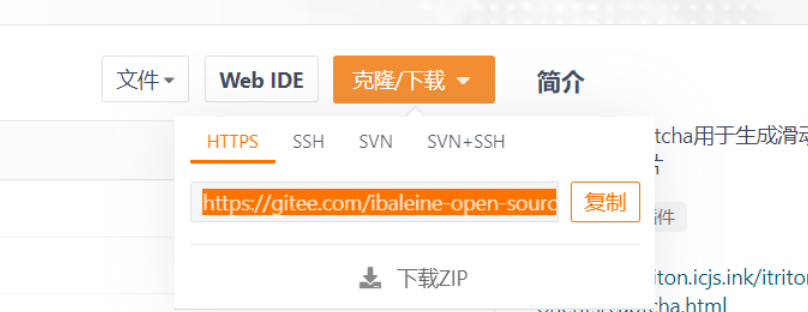 文件
Web IDE
克隆/下载
简介
HTTPS SSH SVN SVN+SSH
tcha用于生成滑动
片
https://gitee.com/ibaleine-open-sourc
复制
件
下载ZIP
iton.icjs.ink/itriton
captcha.html